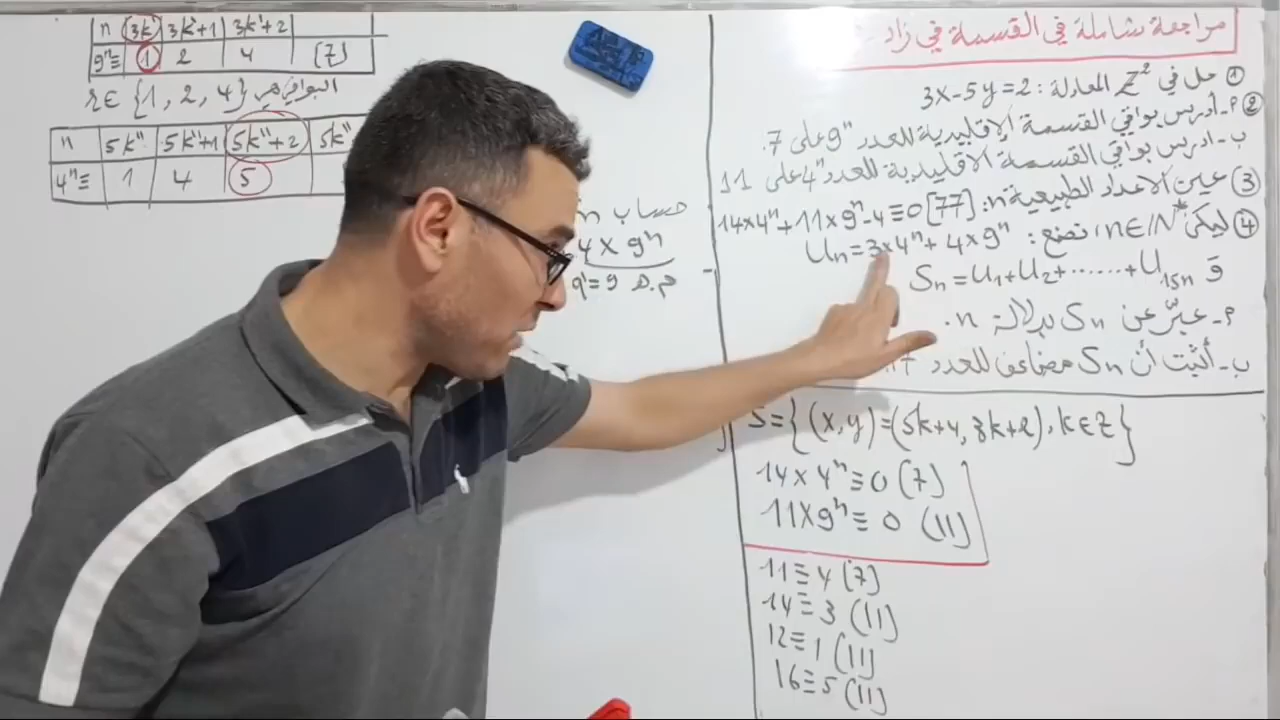 مراجعة شاملة في القسمة في زاد
① حل في Z² المعادلة : 3x-5y=2
② م- أدرس بواقي القسمة الإقليدية للعدد 9ⁿ على 7.
ب- ادرس بواقي القسمة الاقليدية للعدد 4ⁿ على 11
③ عين الأعداد الطبيعية n: 14×4ⁿ+11×9ⁿ-4≡0[77]
④ ليكن n∈ℕ*، نضع : Uₙ=3×4ⁿ+4×9ⁿ
و Sₙ=U₁+U₂+......+U₁₅ₙ
م- عبّر عن Sₙ بدلالة n.
ب- أثبت أن Sₙ مضاعف للعدد
n 3k' 3k'+1 3k'+2
9ⁿ≡ 1 2 4 [7]
البواقي هي r∈{1,2,4}
n 5k'' 5k''+1 5k''+2 5k''
4ⁿ≡ 1 4 5
حساب
4×9ⁿ
م.هـ q'=9
S={(x,y)=(5k+4,3k+2),k∈Z}
14×4ⁿ≡0[7]
11×9ⁿ≡0 [11]
11≡4[7]
14≡3 [11]
12≡1 [11]
16≡5 [11]